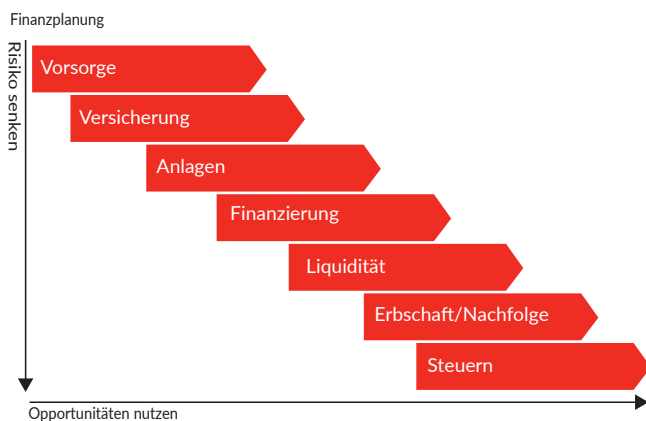 Finanzplanung
Risiko senken
Vorsorge
Versicherung
Anlagen
Finanzierung
Liquidität
Erbschaft/Nachfolge
Steuern
Opportunitäten nutzen